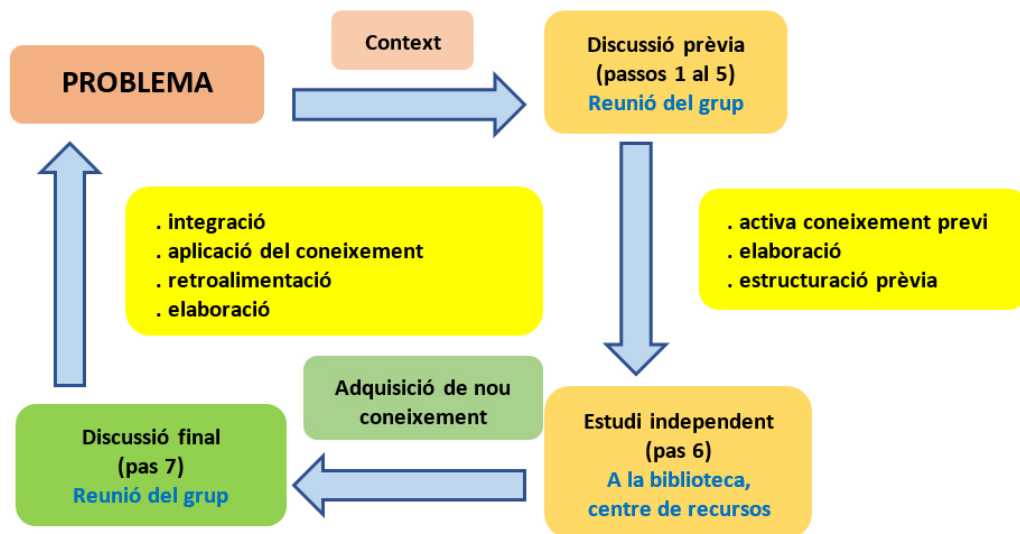 PROBLEMA
Context
Discussió prèvia
(passos 1 al 5)
Reunió del grup
. integració
. aplicació del coneixement
. retroalimentació
. elaboració
. activa coneixement previ
. elaboració
. estructuració prèvia
Adquisició de nou
coneixement
Discussió final
(pas 7)
Reunió del grup
Estudi independent
(pas 6)
A la biblioteca,
centre de recursos